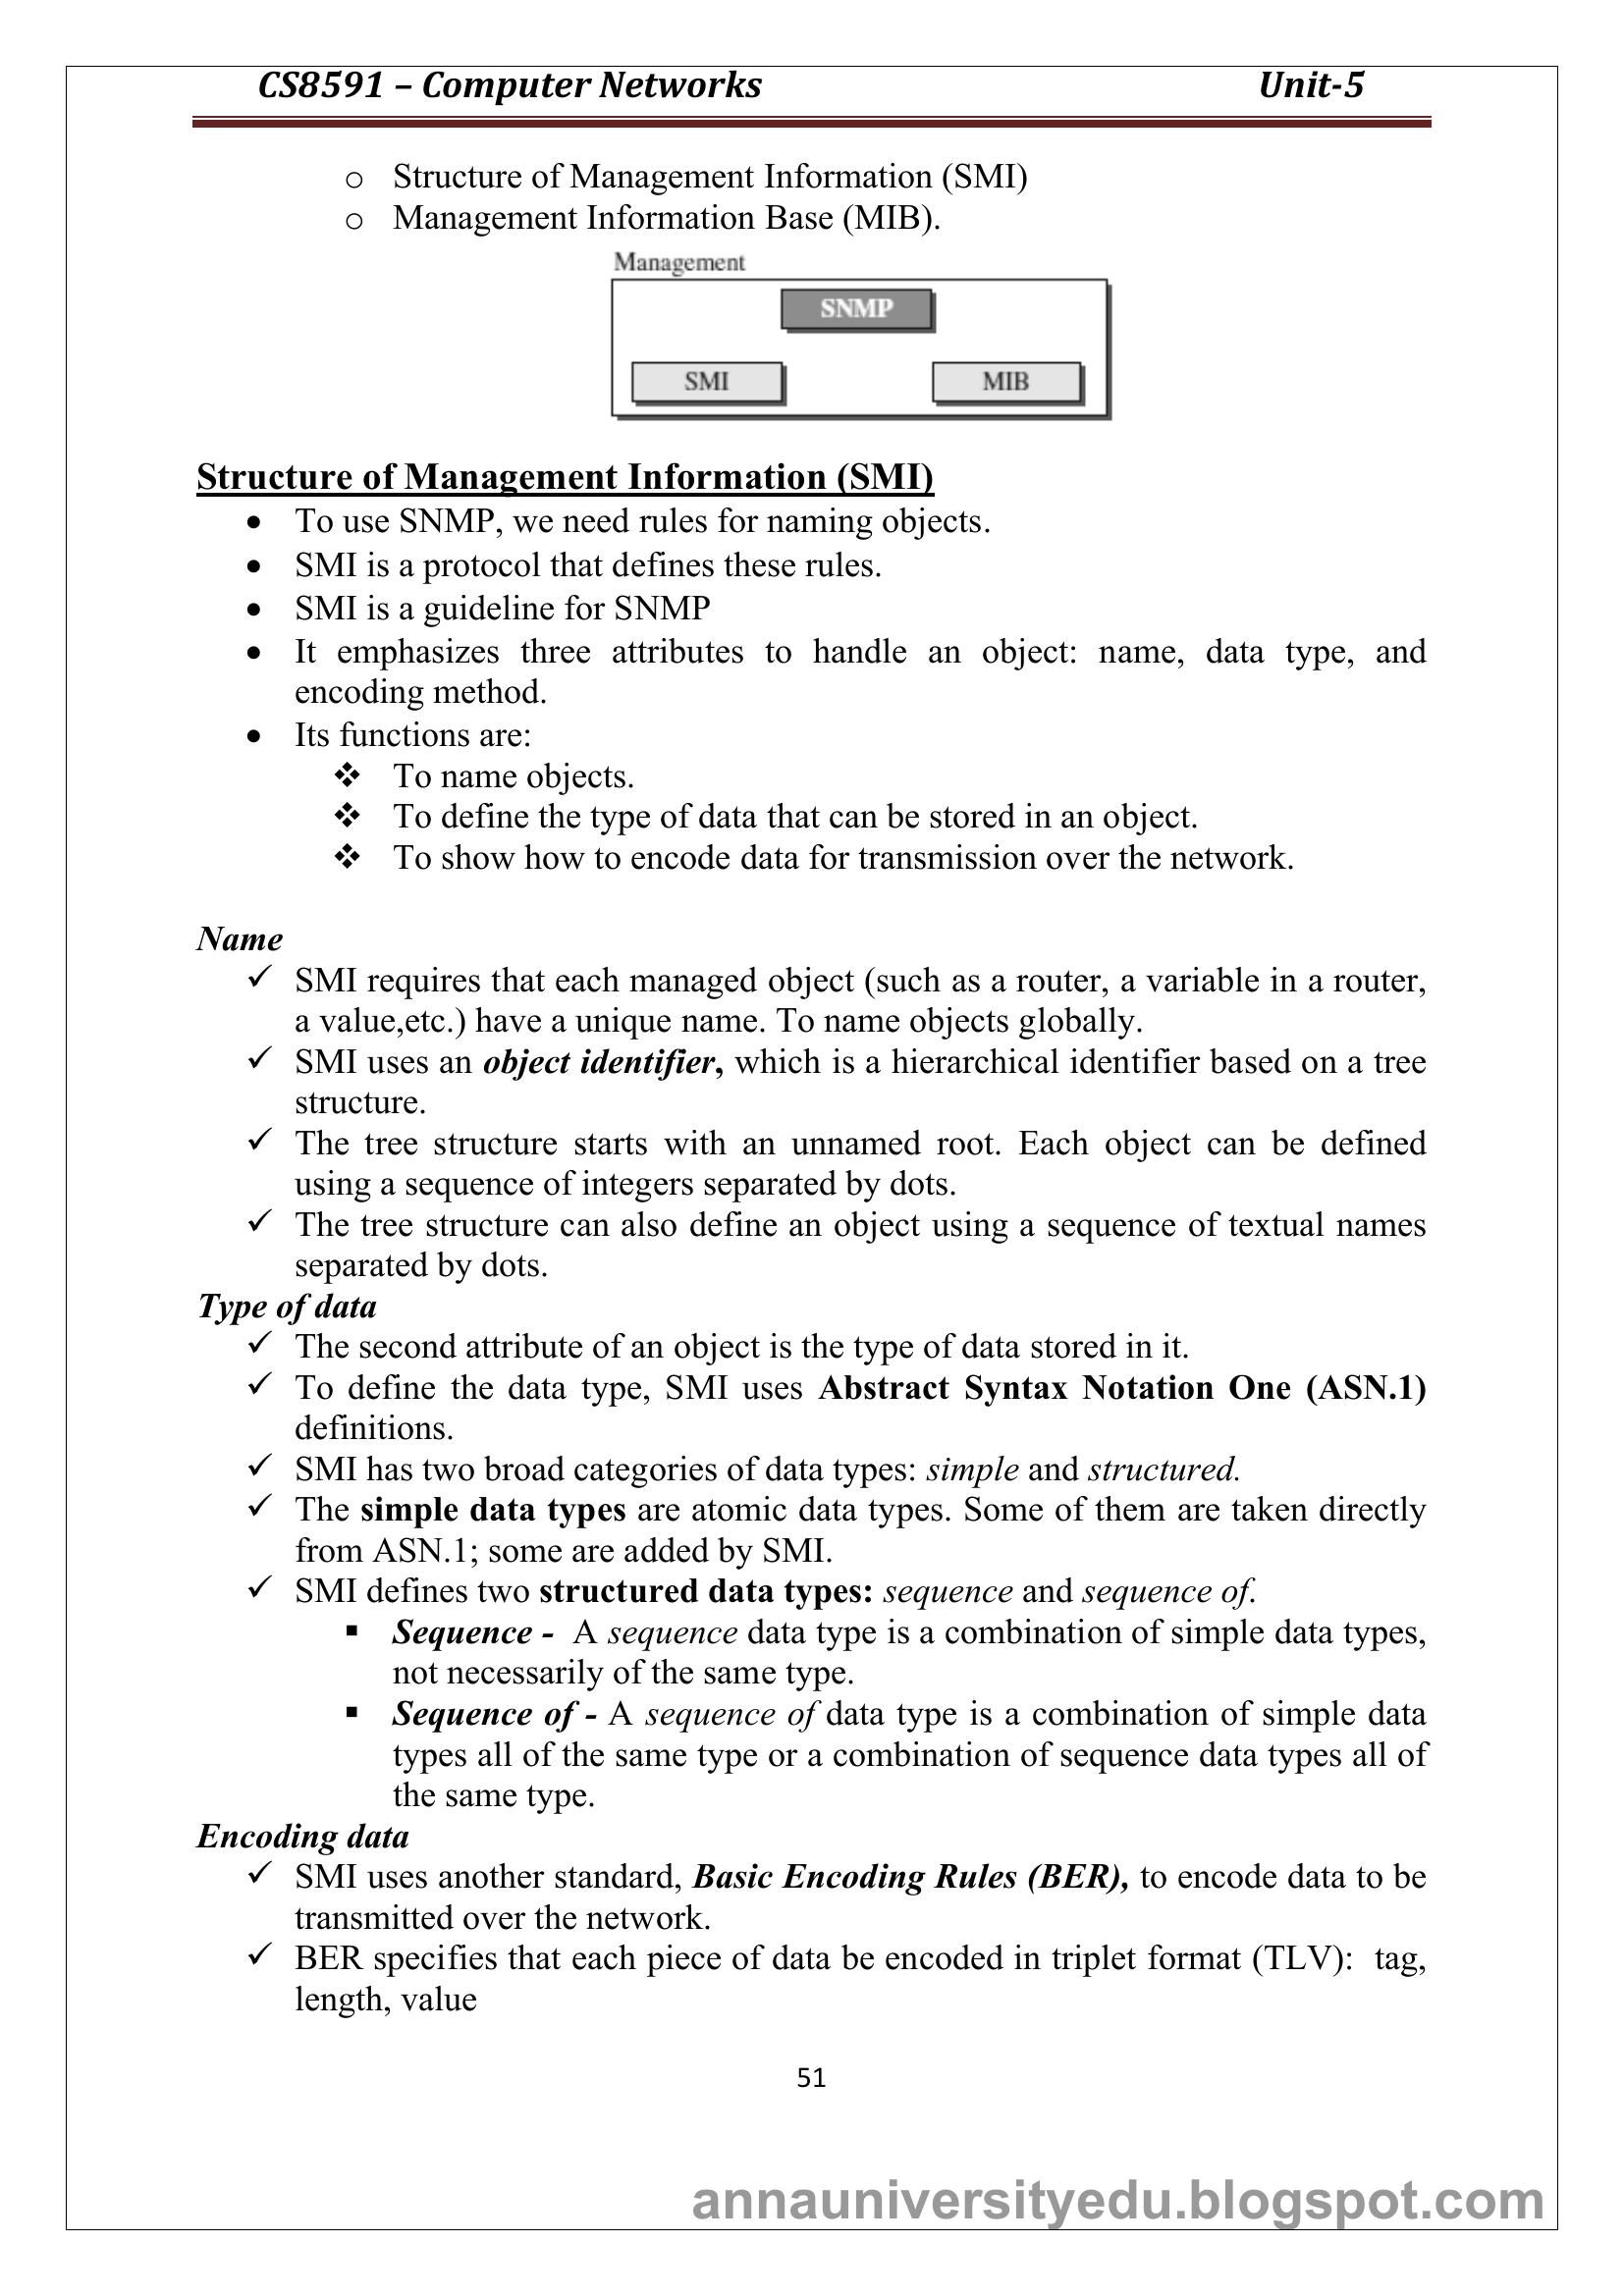 CS8591 – Computer Networks Unit-5
o Structure of Management Information (SMI)
o Management Information Base (MIB).
Management
SNMP
SMI MIB
Structure of Management Information (SMI)
• To use SNMP, we need rules for naming objects.
• SMI is a protocol that defines these rules.
• SMI is a guideline for SNMP
• It emphasizes three attributes to handle an object: name, data type, and
encoding method.
• Its functions are:
❖ To name objects.
❖ To define the type of data that can be stored in an object.
❖ To show how to encode data for transmission over the network.
Name
✓ SMI requires that each managed object (such as a router, a variable in a router,
a value,etc.) have a unique name. To name objects globally.
✓ SMI uses an object identifier, which is a hierarchical identifier based on a tree
structure.
✓ The tree structure starts with an unnamed root. Each object can be defined
using a sequence of integers separated by dots.
✓ The tree structure can also define an object using a sequence of textual names
separated by dots.
Type of data
✓ The second attribute of an object is the type of data stored in it.
✓ To define the data type, SMI uses Abstract Syntax Notation One (ASN.1)
definitions.
✓ SMI has two broad categories of data types: simple and structured.
✓ The simple data types are atomic data types. Some of them are taken directly
from ASN.1; some are added by SMI.
✓ SMI defines two structured data types: sequence and sequence of.
▪ Sequence - A sequence data type is a combination of simple data types,
not necessarily of the same type.
▪ Sequence of - A sequence of data type is a combination of simple data
types all of the same type or a combination of sequence data types all of
the same type.
Encoding data
✓ SMI uses another standard, Basic Encoding Rules (BER), to encode data to be
transmitted over the network.
✓ BER specifies that each piece of data be encoded in triplet format (TLV): tag,
length, value
51
annauniversityedu.blogspot.com